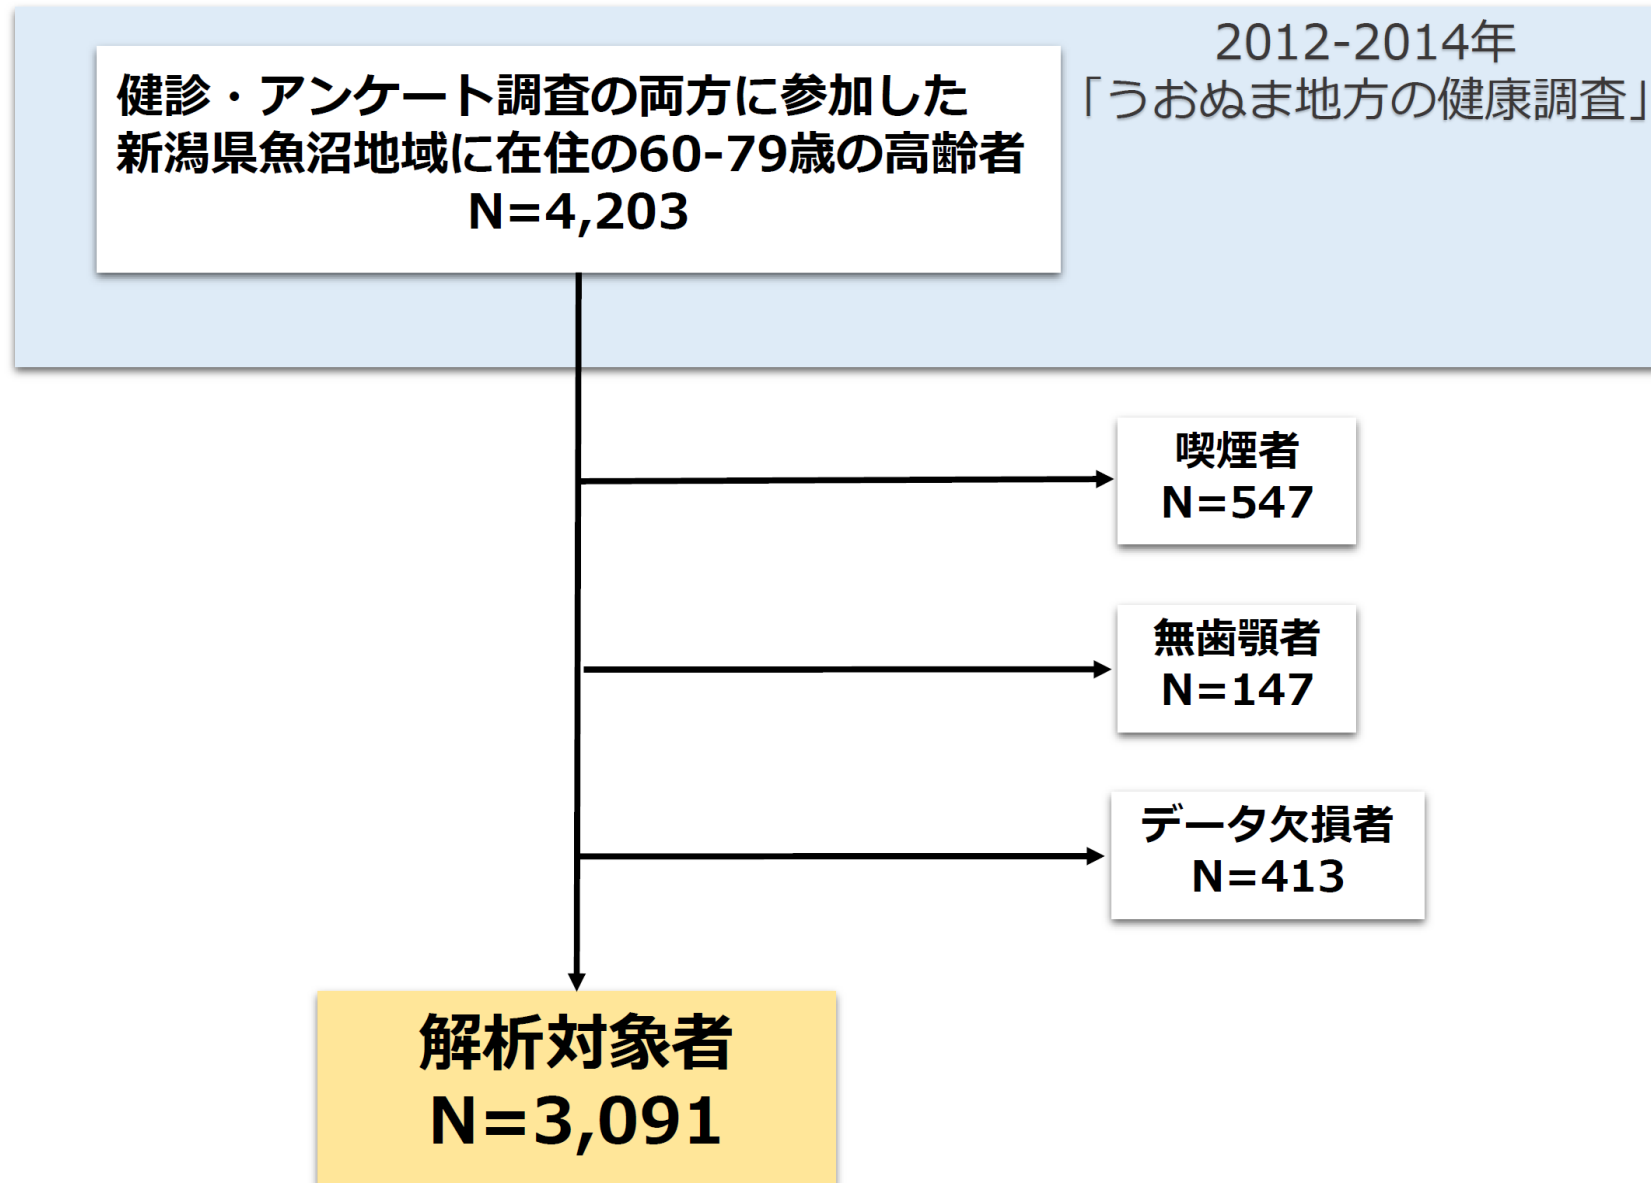 2012-2014年
「うおぬま地方の健康調査」
健診・アンケート調査の両方に参加した
新潟県魚沼地域に在住の60-79歳の高齢者
N=4,203
喫煙者
N=547
無歯顎者
N=147
データ欠損者
N=413
解析対象者
N=3,091